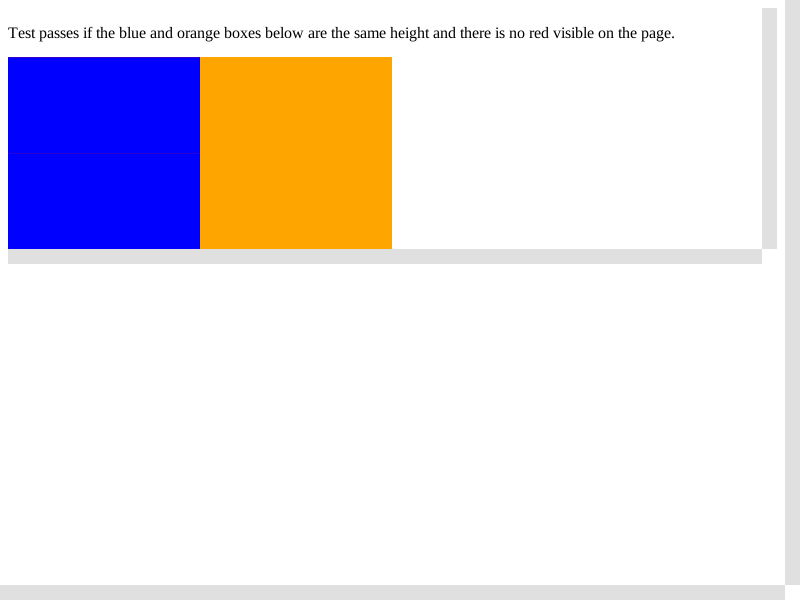 Test passes if the blue and orange boxes below are the same height and there is no red visible on the page.